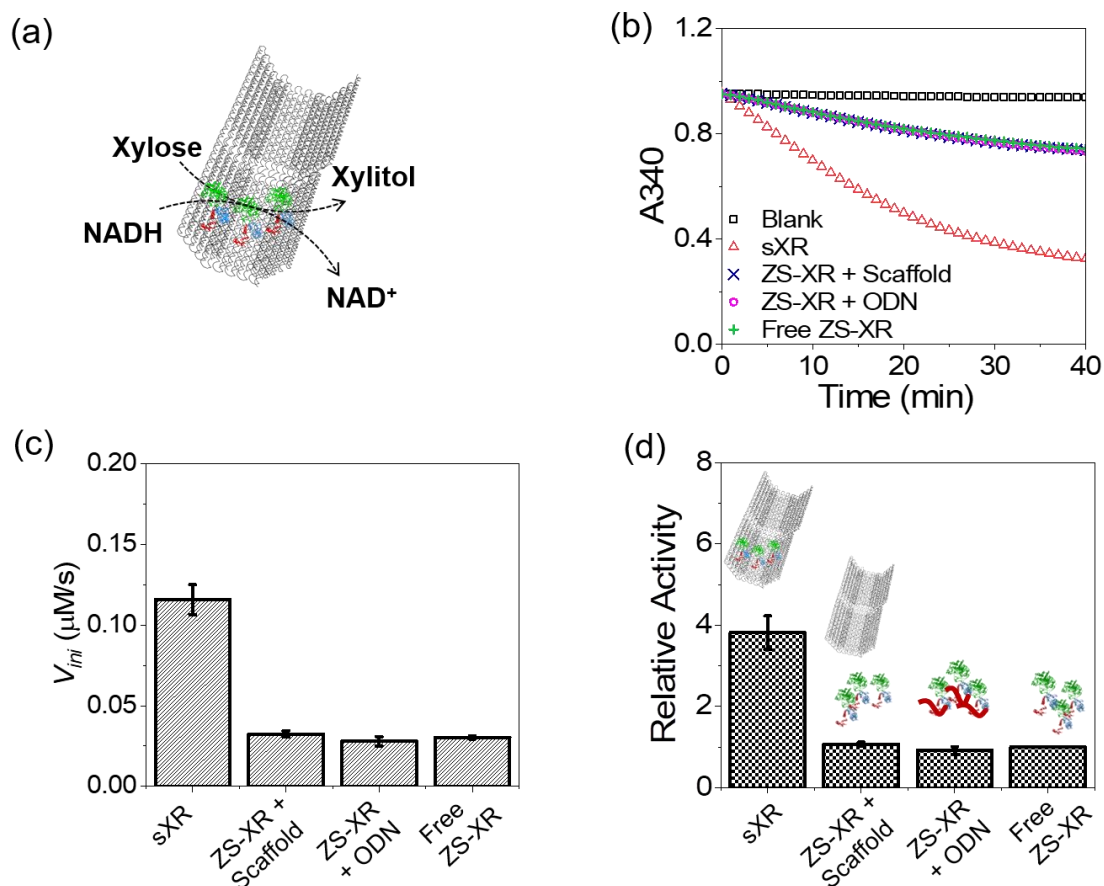 (a)
Xylose
Xylitol
NADH
NAD⁺
(b)
1.2
0.8
0.4
0.0
A340
Blank
sXR
ZS-XR + Scaffold
ZS-XR + ODN
Free ZS-XR
0 10 20 30 40
Time (min)
(c)
0.20
0.15
0.10
0.05
0.00
Vini (μM/s)
sXR
ZS-XR +
Scaffold
ZS-XR
+ ODN
Free
ZS-XR
(d)
8
6
4
2
0
Relative Activity
sXR
ZS-XR +
Scaffold
ZS-XR
+ ODN
Free
ZS-XR